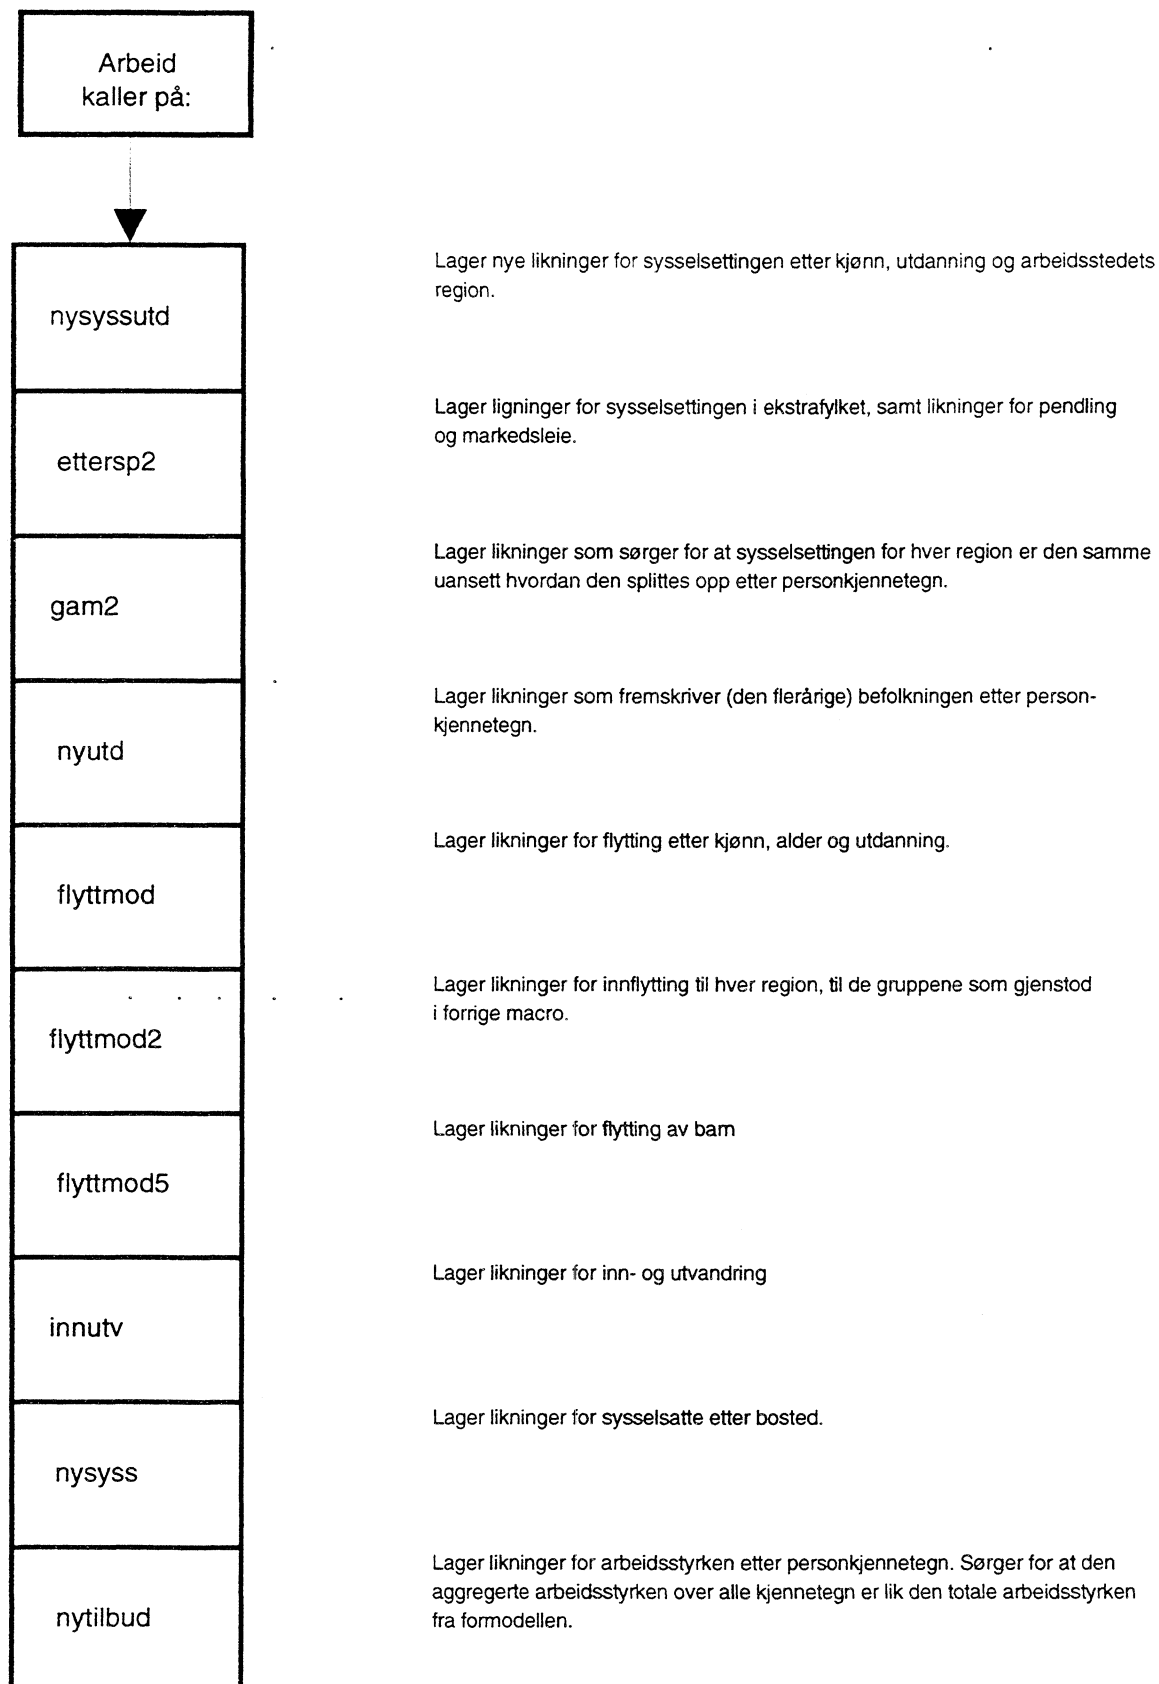 Arbeid
kaller på:
nysyssutd
Lager nye likninger for sysselsettingen etter kjønn, utdanning og arbeidsstedets
region.
ettersp2
Lager ligninger for sysselsettingen i ekstrafylket, samt likninger for pendling
og markedsleie.
gam2
Lager likninger som sørger for at sysselsettingen for hver region er den samme
uansett hvordan den splittes opp etter personkjennetegn.
nyutd
Lager likninger som fremskriver (den flerårige) befolkningen etter person-
kjennetegn.
flyttmod
Lager likninger for flytting etter kjønn, alder og utdanning.
flyttmod2
Lager likninger for innflytting til hver region, til de gruppene som gjenstod
i forrige macro.
flyttmod5
Lager likninger for flytting av barn
innutv
Lager likninger for inn- og utvandring
nysyss
Lager likninger for sysselsatte etter bosted.
nytilbud
Lager likninger for arbeidsstyrken etter personkjennetegn. Sørger for at den
aggregerte arbeidsstyrken over alle kjennetegn er lik den totale arbeidsstyrken
fra formodellen.